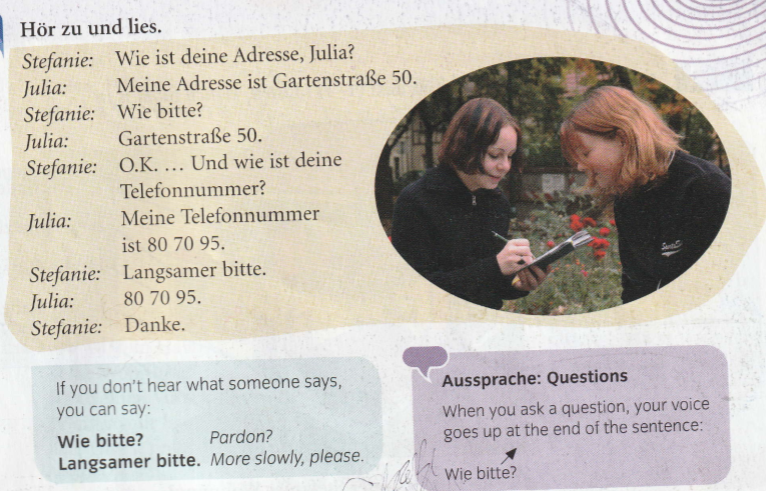 Hör zu und lies.
Stefanie: Wie ist deine Adresse, Julia?
Julia: Meine Adresse ist Gartenstraße 50.
Stefanie: Wie bitte?
Julia: Gartenstraße 50.
Stefanie: O.K. … Und wie ist deine
Telefonnummer?
Julia: Meine Telefonnummer
ist 80 70 95.
Stefanie: Langsamer bitte.
Julia: 80 70 95.
Stefanie: Danke.
If you don't hear what someone says,
you can say:
Wie bitte? Pardon?
Langsamer bitte. More slowly, please.
Aussprache: Questions
When you ask a question, your voice
goes up at the end of the sentence:
Wie bitte?